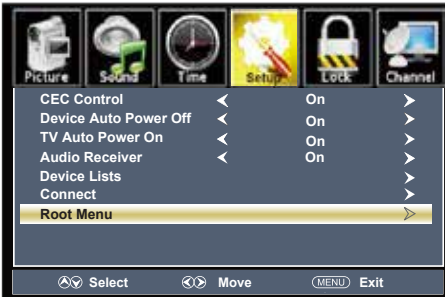 Picture Sound Time Setup Lock Channel
CEC Control On
Device Auto Power Off On
TV Auto Power On On
Audio Receiver On
Device Lists
Connect
Root Menu
Select Move MENU Exit